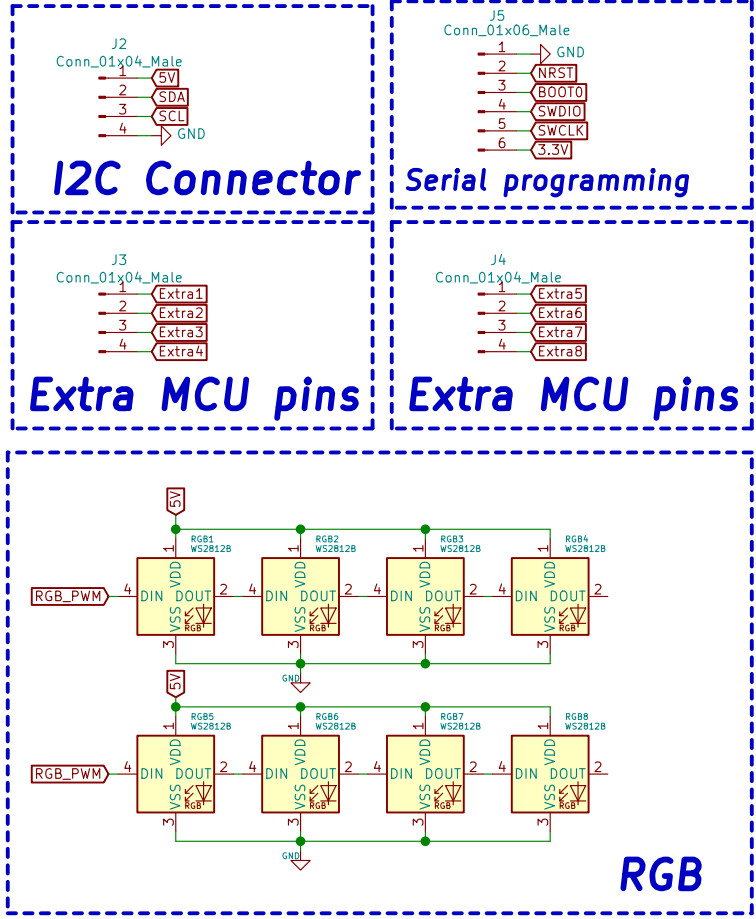 J2
Conn_01x04_Male
1 5V
2 SDA
3 SCL
4 GND
I2C Connector
J5
Conn_01x06_Male
1 GND
2 NRST
3 BOOT0
4 SWDIO
5 SWCLK
6 3.3V
Serial programming
J3
Conn_01x04_Male
1 Extra1
2 Extra2
3 Extra3
4 Extra4
Extra MCU pins
J4
Conn_01x04_Male
1 Extra5
2 Extra6
3 Extra7
4 Extra8
Extra MCU pins
5V
RGB1
WS2812B
RGB2
WS2812B
RGB3
WS2812B
RGB4
WS2812B
1 1 1 1
VDD VDD VDD VDD
RGB_PWM 4 DIN DOUT 2 4 DIN DOUT 2 4 DIN DOUT 2 4 DIN DOUT 2
VSS RGB VSS RGB VSS RGB VSS RGB
3 3 3 3
GND
5V
RGB5
WS2812B
RGB6
WS2812B
RGB7
WS2812B
RGB8
WS2812B
1 1 1 1
VDD VDD VDD VDD
RGB_PWM 4 DIN DOUT 2 4 DIN DOUT 2 4 DIN DOUT 2 4 DIN DOUT 2
VSS RGB VSS RGB VSS RGB VSS RGB
3 3 3 3
GND
RGB